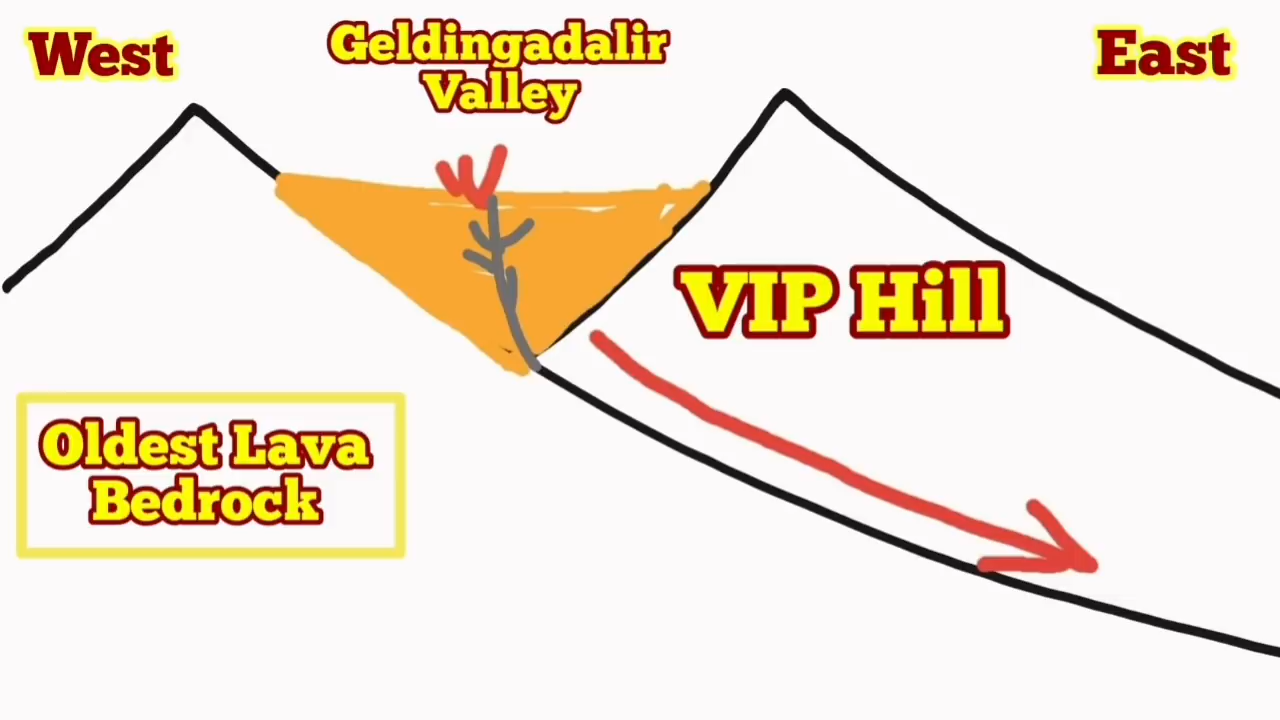 West
Geldingadalir
Valley
East
VIP Hill
Oldest Lava
Bedrock